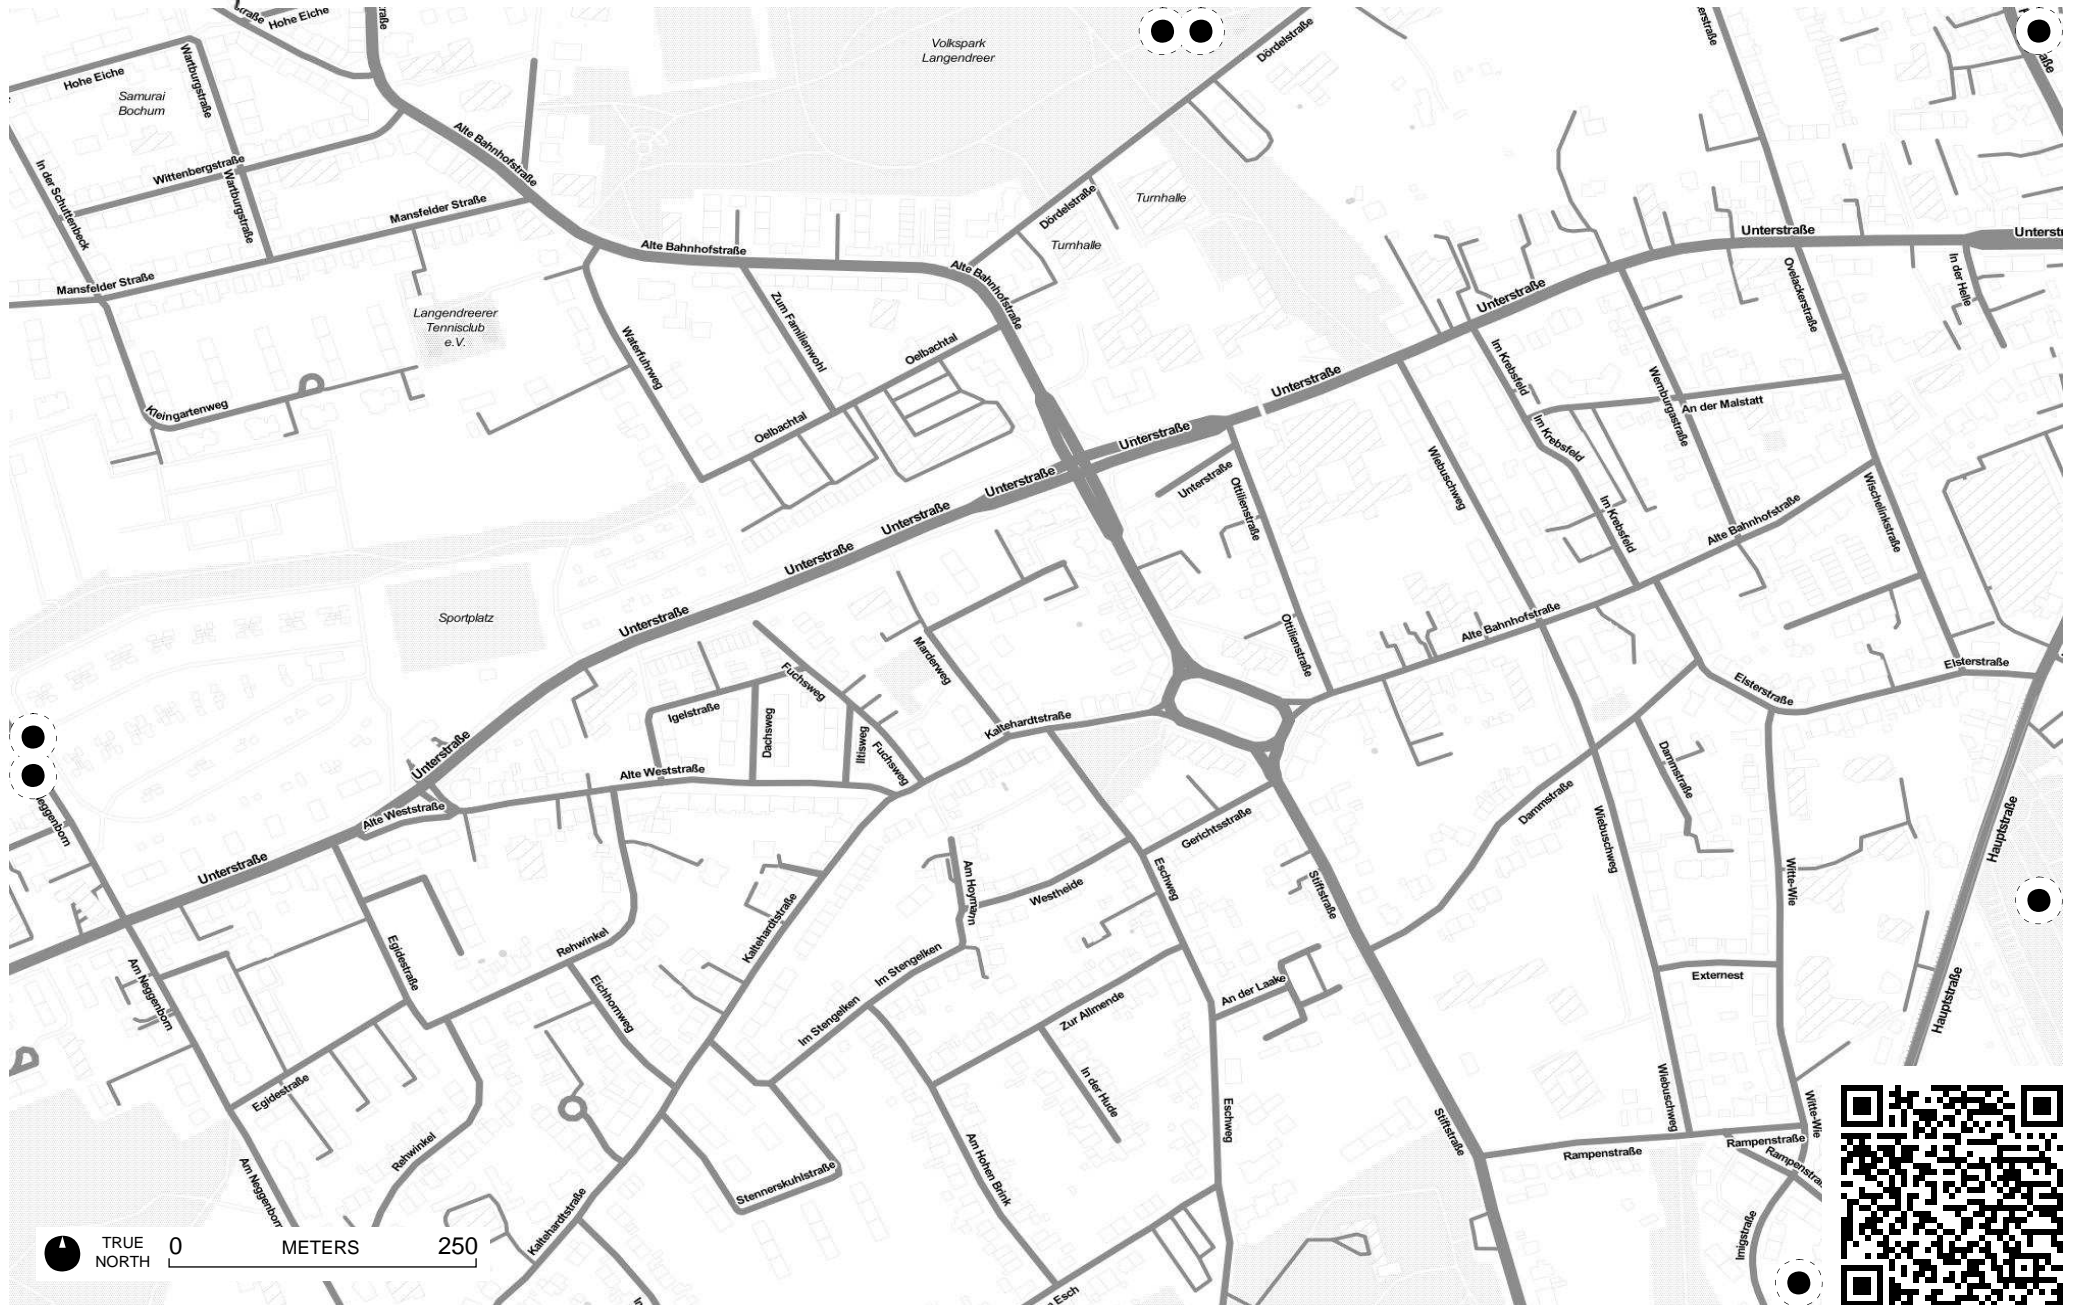 Hohe Eiche
Volkspark
Langendreer
Dördelstraße
Hohe Eiche
Wartburgstraße
Samurai
Bochum
Alte Bahnhofstraße
In der Schuttenbeck
Wittenbergstraße
Wartburgstraße
Mansfelder Straße
Dördelstraße
Turnhalle
Turnhalle
Unterstraße
Alte Bahnhofstraße
Alte Bahnhofstraße
Mansfelder Straße
Zum Familienwohl
Unterstraße
Ovelackerstraße
In der Helle
Langendreerer
Tennisclub
e.V.
Waterfuhrweg
Oelbachtal
Im Krebsfeld
Wernburgastraße
An der Malstatt
Unterstraße
Kleingartenweg
Oelbachtal
Unterstraße
Im Krebsfeld
Unterstraße
Unterstraße
Ottilienstraße
Wiebuschweg
Im Krebsfeld
Alte Bahnhofstraße
Wischelinkstraße
Unterstraße
Unterstraße
Sportplatz
Unterstraße
Marderweg
Ottilienstraße
Alte Bahnhofstraße
Elsterstraße
Fuchsweg
Igelstraße
Dachsweg
Iltisweg
Fuchsweg
Kaltehardtstraße
Elsterstraße
Unterstraße
Alte Weststraße
Alte Weststraße
Dammstraße
Dammstraße
Gerichtsstraße
Wiebuschweg
Hauptstraße
Unterstraße
Am Hoymann
Westheide
Eschweg
Stiftstraße
Witte-Wie
Kaltehardtstraße
Rehwinkel
Egidestraße
Am Neggenborn
Im Stengelken
Im Stengelken
Eichhornweg
An der Laake
Externest
Hauptstraße
Zur Allmende
In der Hude
Egidestraße
Rehwinkel
Eschweg
Stiftstraße
Wiebuschweg
Witte-Wie
Rampenstraße
Rampenstraße
Am Neggenborn
Stennerskuhlstraße
Am Hohen Brink
Kaltehardtstraße
Imigstraße
TRUE
NORTH
0
METERS
250